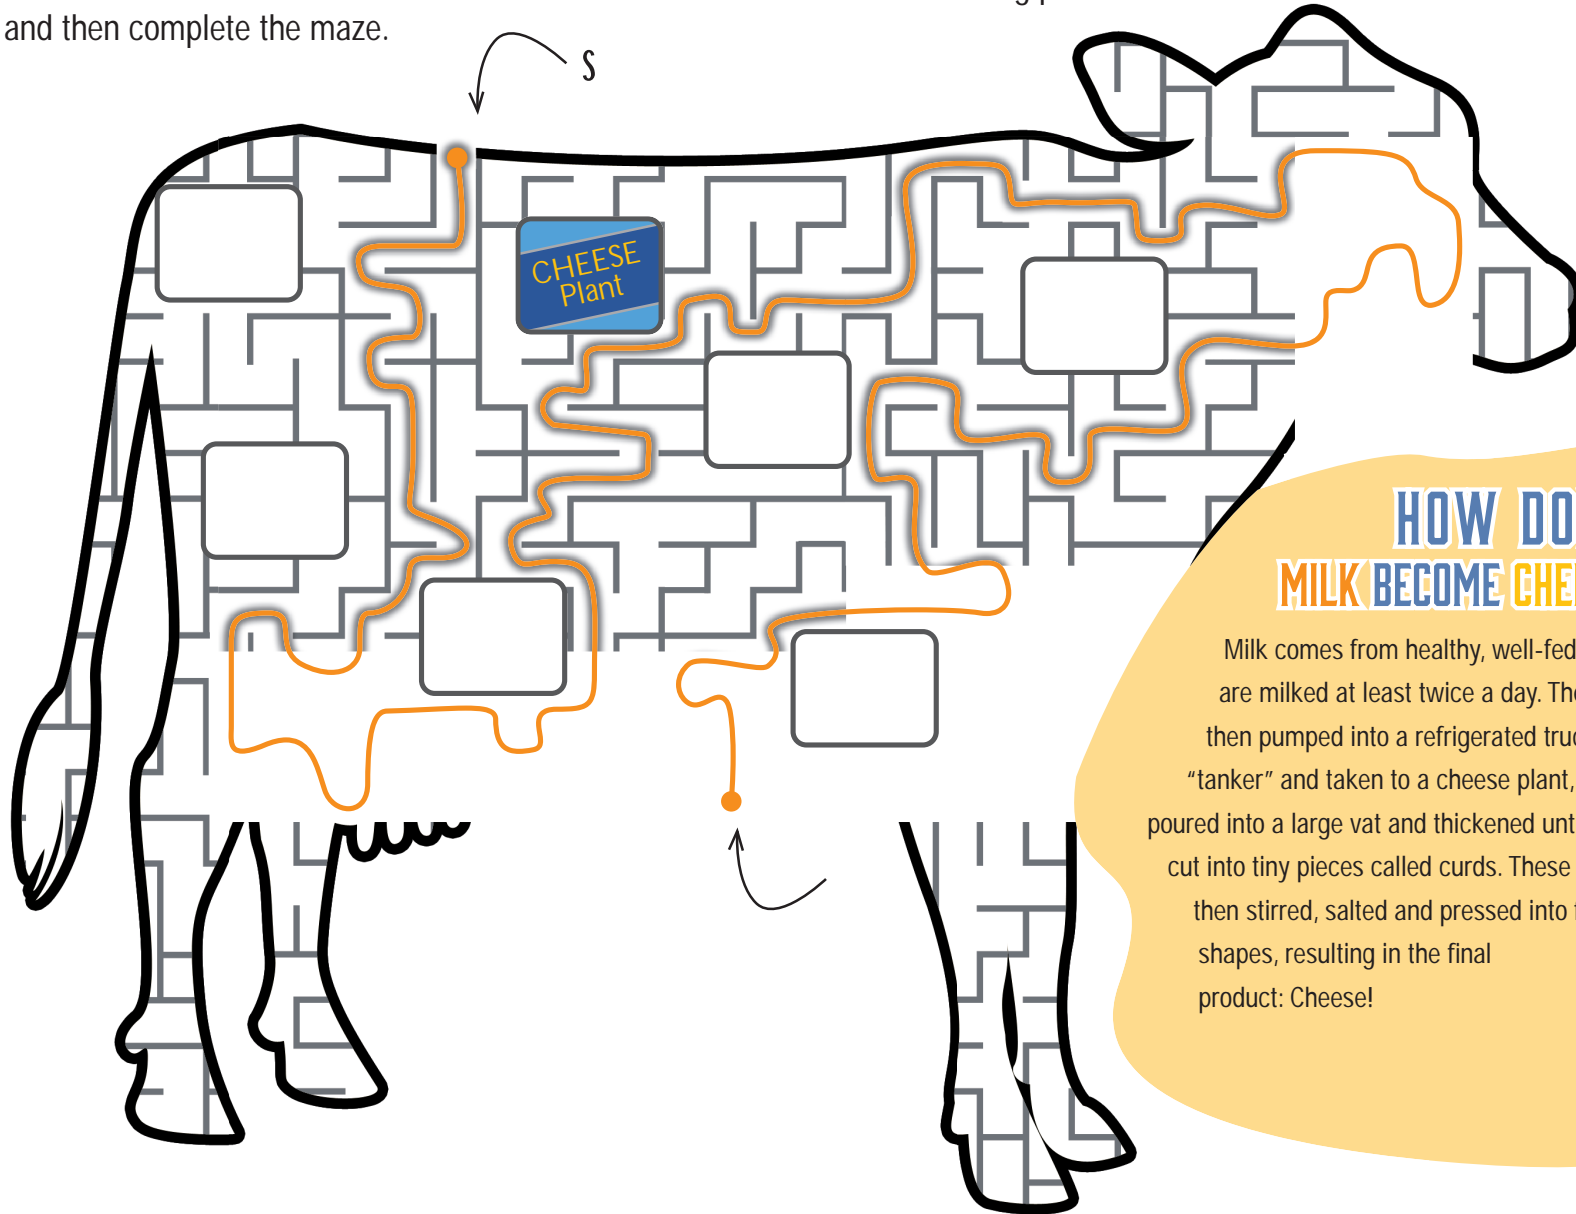 and then complete the maze.
S
CHEESE
Plant
HOW DO
MILK BECOME CHE
Milk comes from healthy, well-fed
are milked at least twice a day. The
then pumped into a refrigerated truc
“tanker” and taken to a cheese plant,
poured into a large vat and thickened unt
cut into tiny pieces called curds. These
then stirred, salted and pressed into
shapes, resulting in the final
product: Cheese!